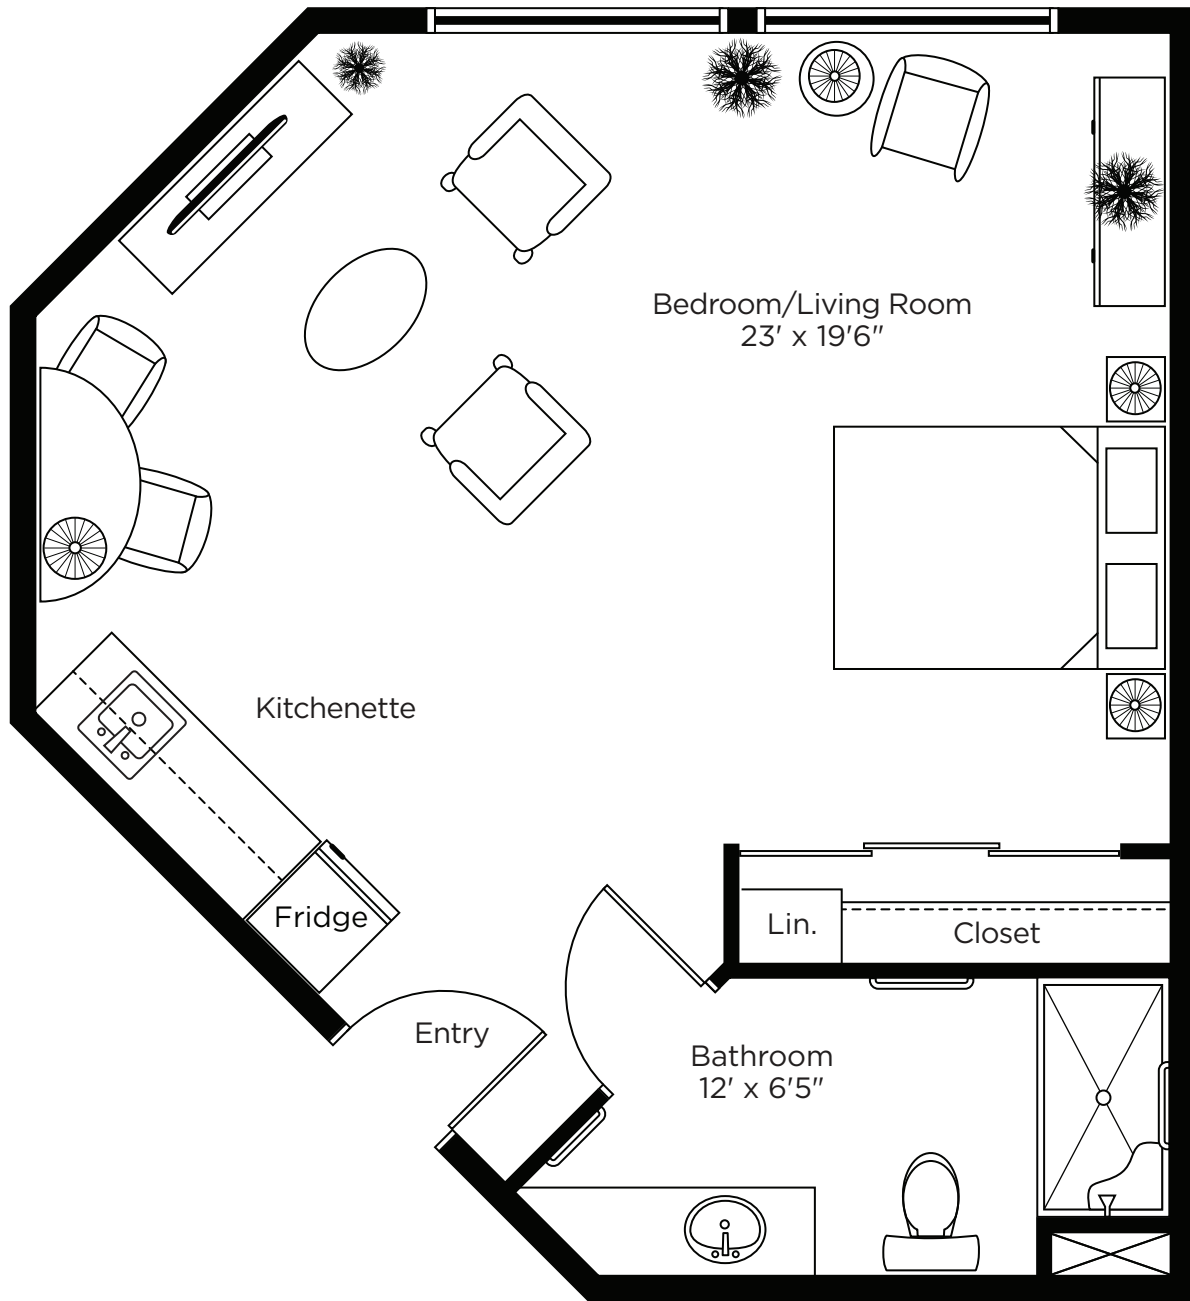 Bedroom/Living Room
23' x 19'6"
Kitchenette
Fridge
Lin.
Closet
Entry
Bathroom
12' x 6'5"